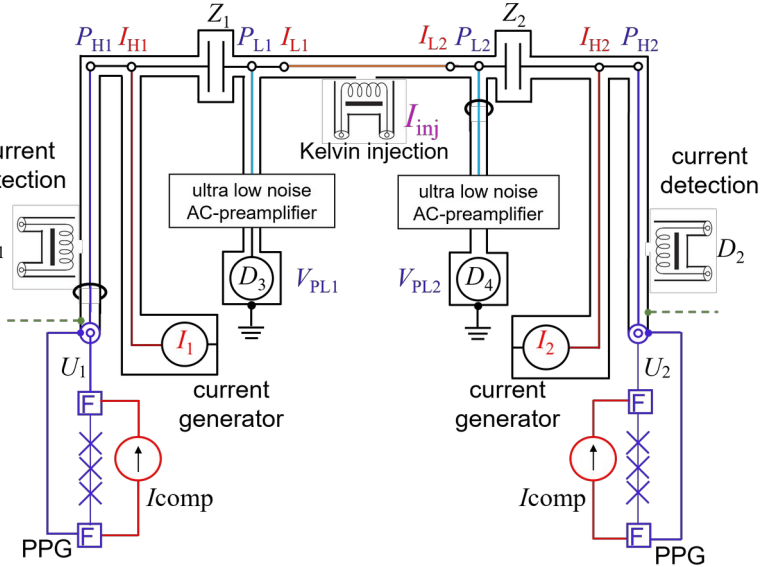 Z1 Z2
PH1 IH1 PL1 IL1 IL2 PL2 IH2 PH2
Iinj
Kelvin injection
current
detection
ultra low noise
AC-preamplifier
ultra low noise
AC-preamplifier
D2
D3 VPL1 VPL2 D4
I1 I2
U1 U2
current
generator
current
generator
F F
Icomp Icomp
F F
PPG PPG